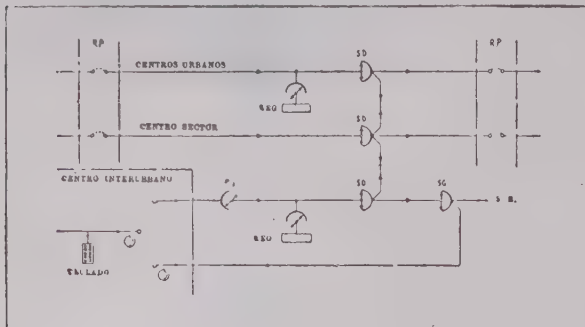 RP
RP
SD
CENTROS URBANOS
REG
SD
CENTRO SECTOR
CENTRO INTERURBANO
SD
SG
REG
TECLADO